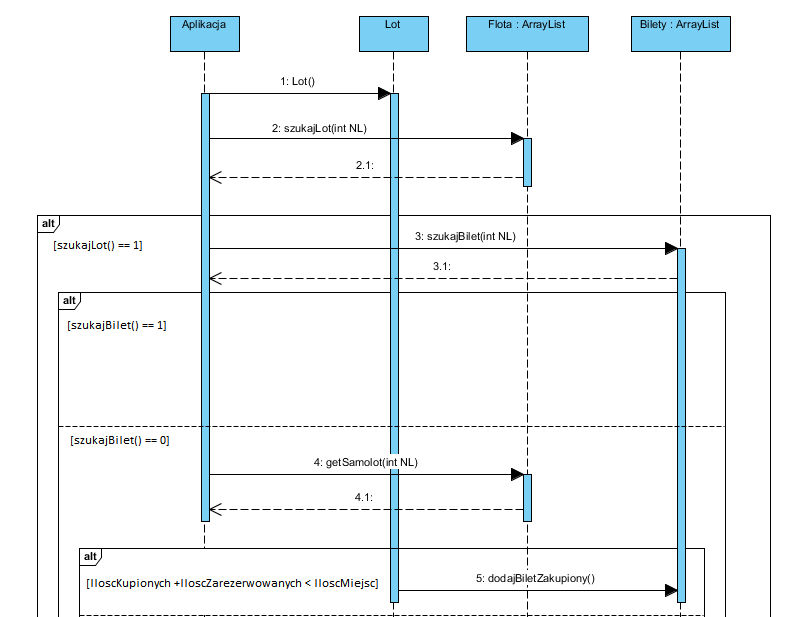 Aplikacja
Lot
Flota : ArrayList
Bilety : ArrayList
1: Lot()
2: szukajLot(int NL)
2.1:
alt
[szukajLot() == 1]
3: szukajBilet(int NL)
3.1:
alt
[szukajBilet() == 1]
[szukajBilet() == 0]
4: getSamolot(int NL)
4.1:
alt
[IloscKupionych +IloscZarezerwowanych < IloscMiejsc]
5: dodajBiletZakupiony()